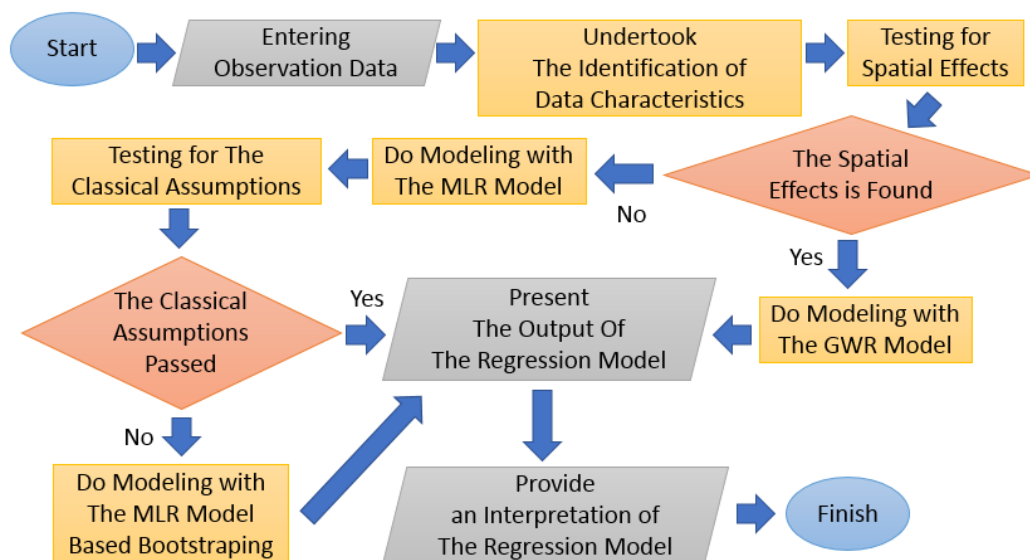 Start
Entering
Observation Data
Undertook
The Identification of
Data Characteristics
Testing for
Spatial Effects
The Spatial
Effects is Found
No
Do Modeling with
The MLR Model
Testing for The
Classical Assumptions
Yes
Do Modeling with
The GWR Model
The Classical
Assumptions
Passed
Yes
Present
The Output Of
The Regression Model
No
Do Modeling with
The MLR Model
Based Bootstraping
Provide
an Interpretation of
The Regression Model
Finish